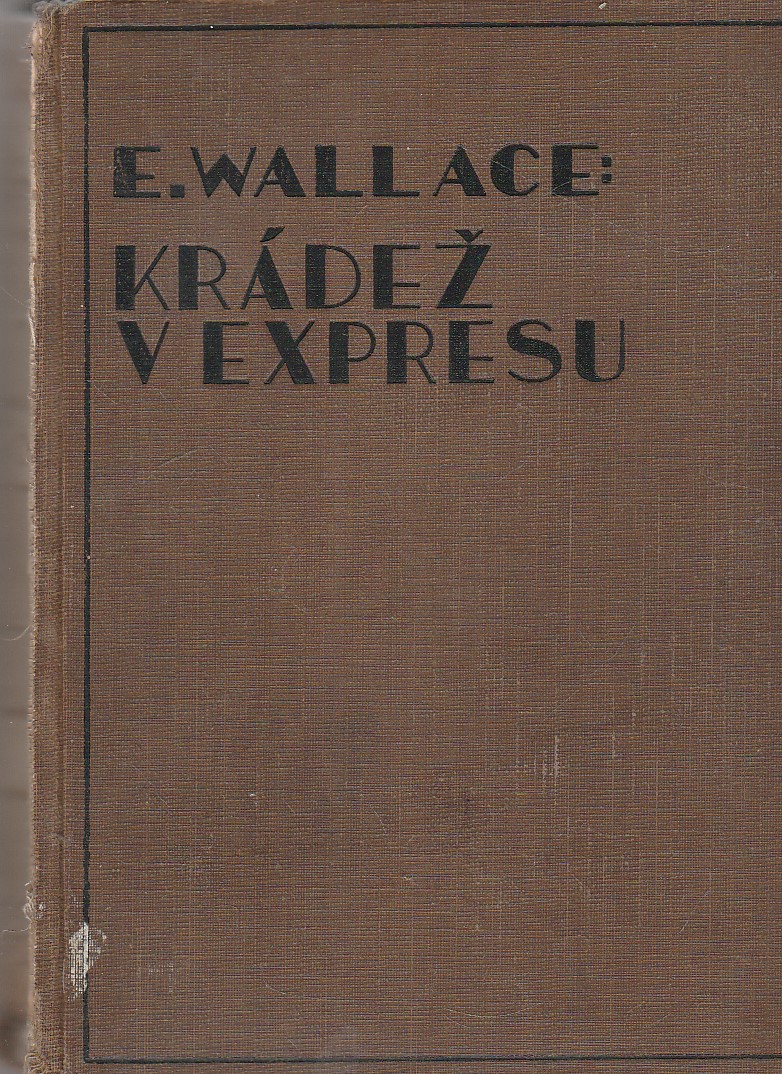 E. WALLACE:
KRÁDEŽ
V EXPRESU